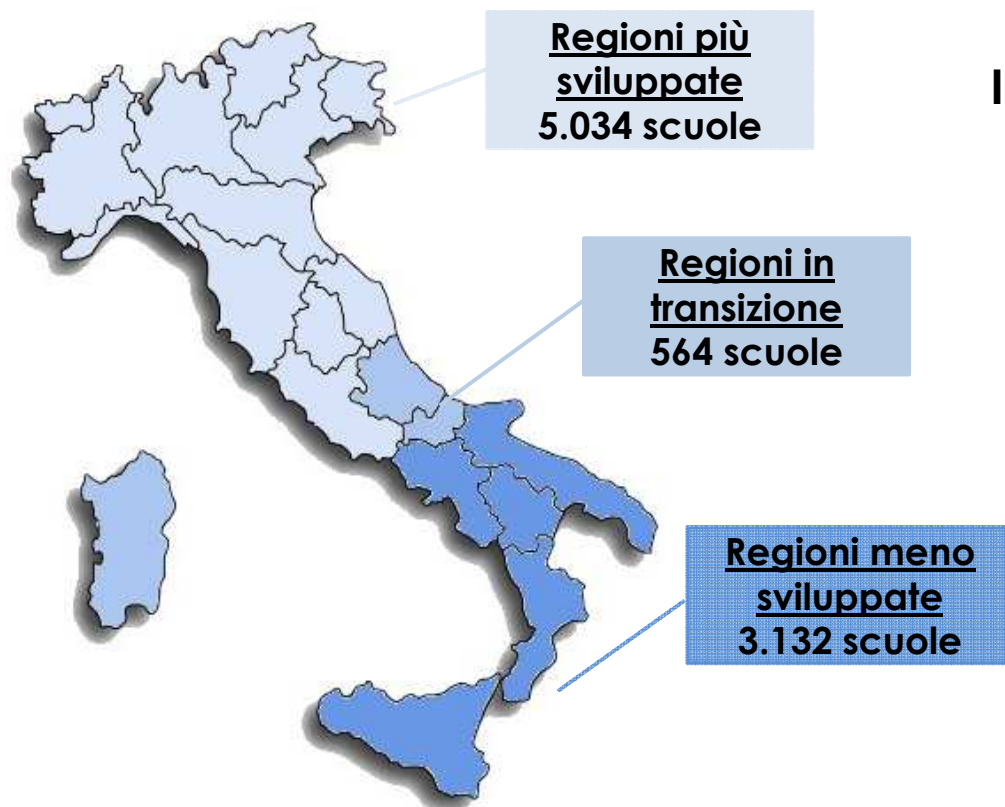 Regioni più
sviluppate
5.034 scuole
I
Regioni in
transizione
564 scuole
Regioni meno
sviluppate
3.132 scuole